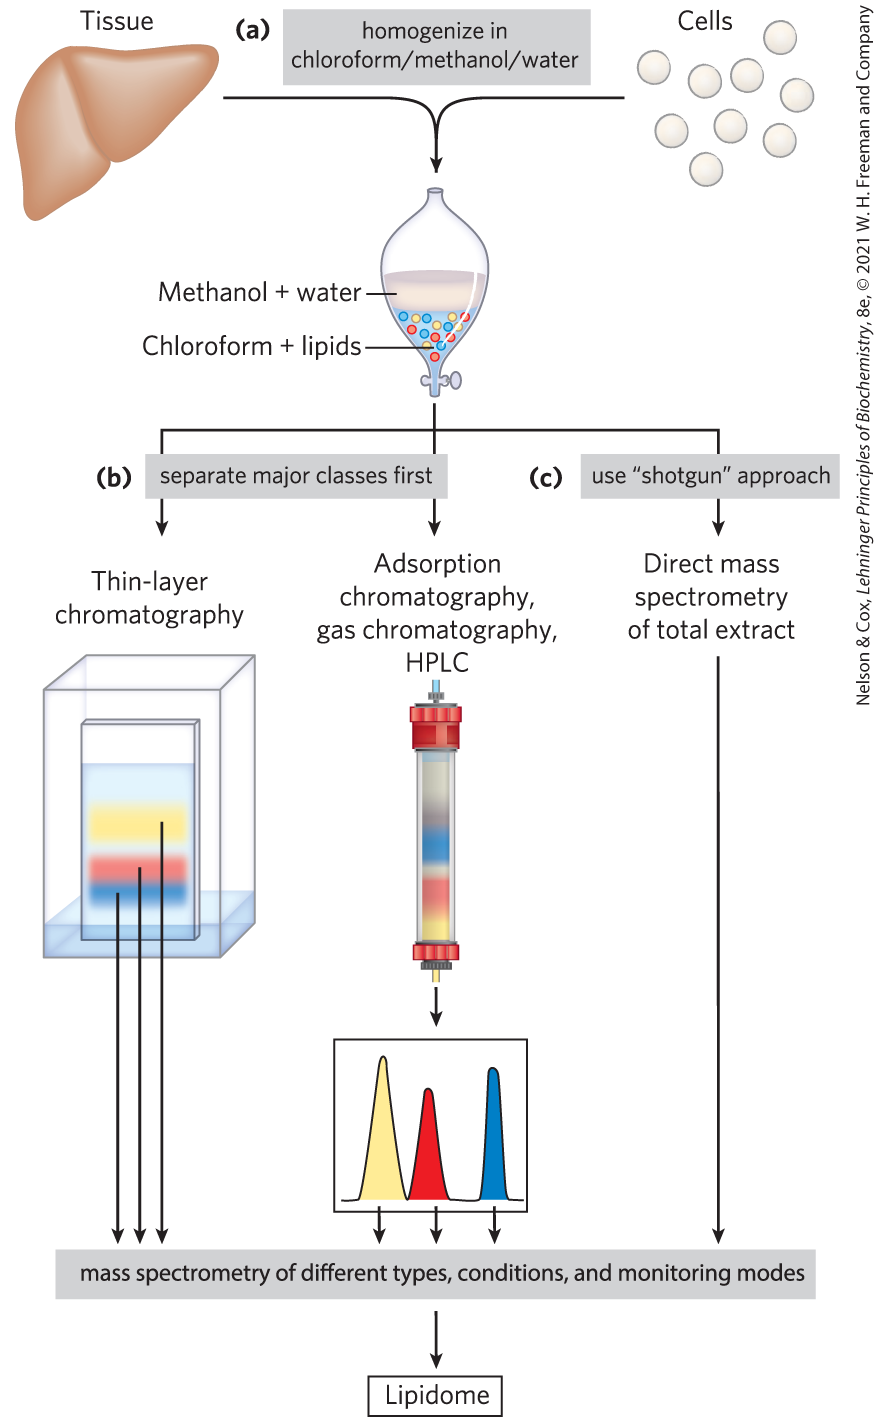 Tissue
(a)
homogenize in
chloroform/methanol/water
Cells
Methanol + water
Chloroform + lipids
(b)
separate major classes first
(c)
use “shotgun” approach
Thin-layer
chromatography
Adsorption
chromatography,
gas chromatography,
HPLC
Direct mass
spectrometry
of total extract
mass spectrometry of different types, conditions, and monitoring modes
Lipidome
Nelson & Cox, Lehninger Principles of Biochemistry, 8e, © 2021 W. H. Freeman and Company